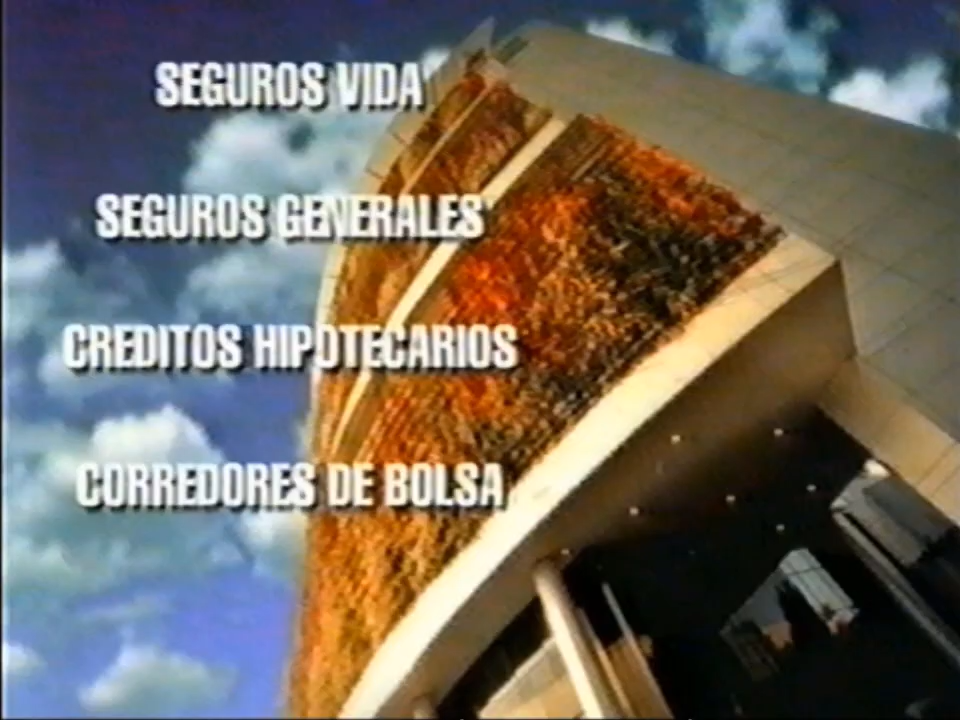 SEGUROS VIDA
SEGUROS GENERALES
CREDITOS HIPOTECARIOS
CORREDORES DE BOLSA